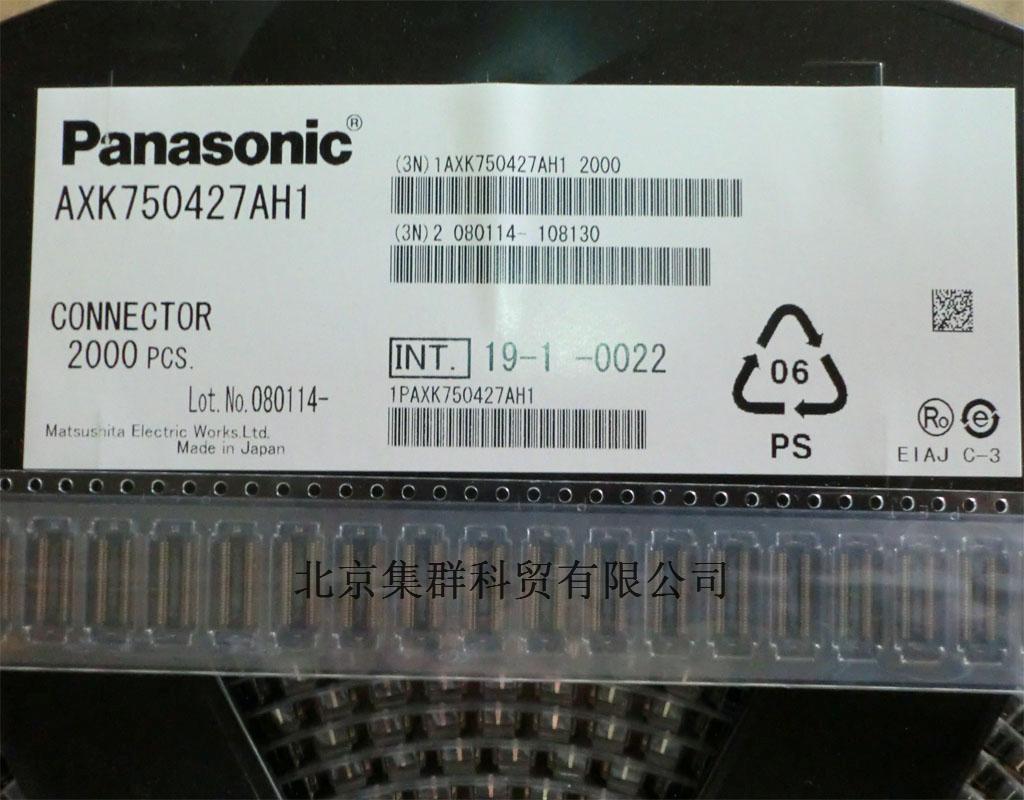 Panasonic®
AXK750427AH1
(3N)1AXK750427AH1 2000
(3N)2 080114- 108130
CONNECTOR
2000 PCS.
INT. 19-1 -0022
1PAXK750427AH1
Lot.No.080114-
Matsushita Electric Works.Ltd.
Made in Japan
06
PS
Ro e
EIAJ C-3
北京集群科贸有限公司